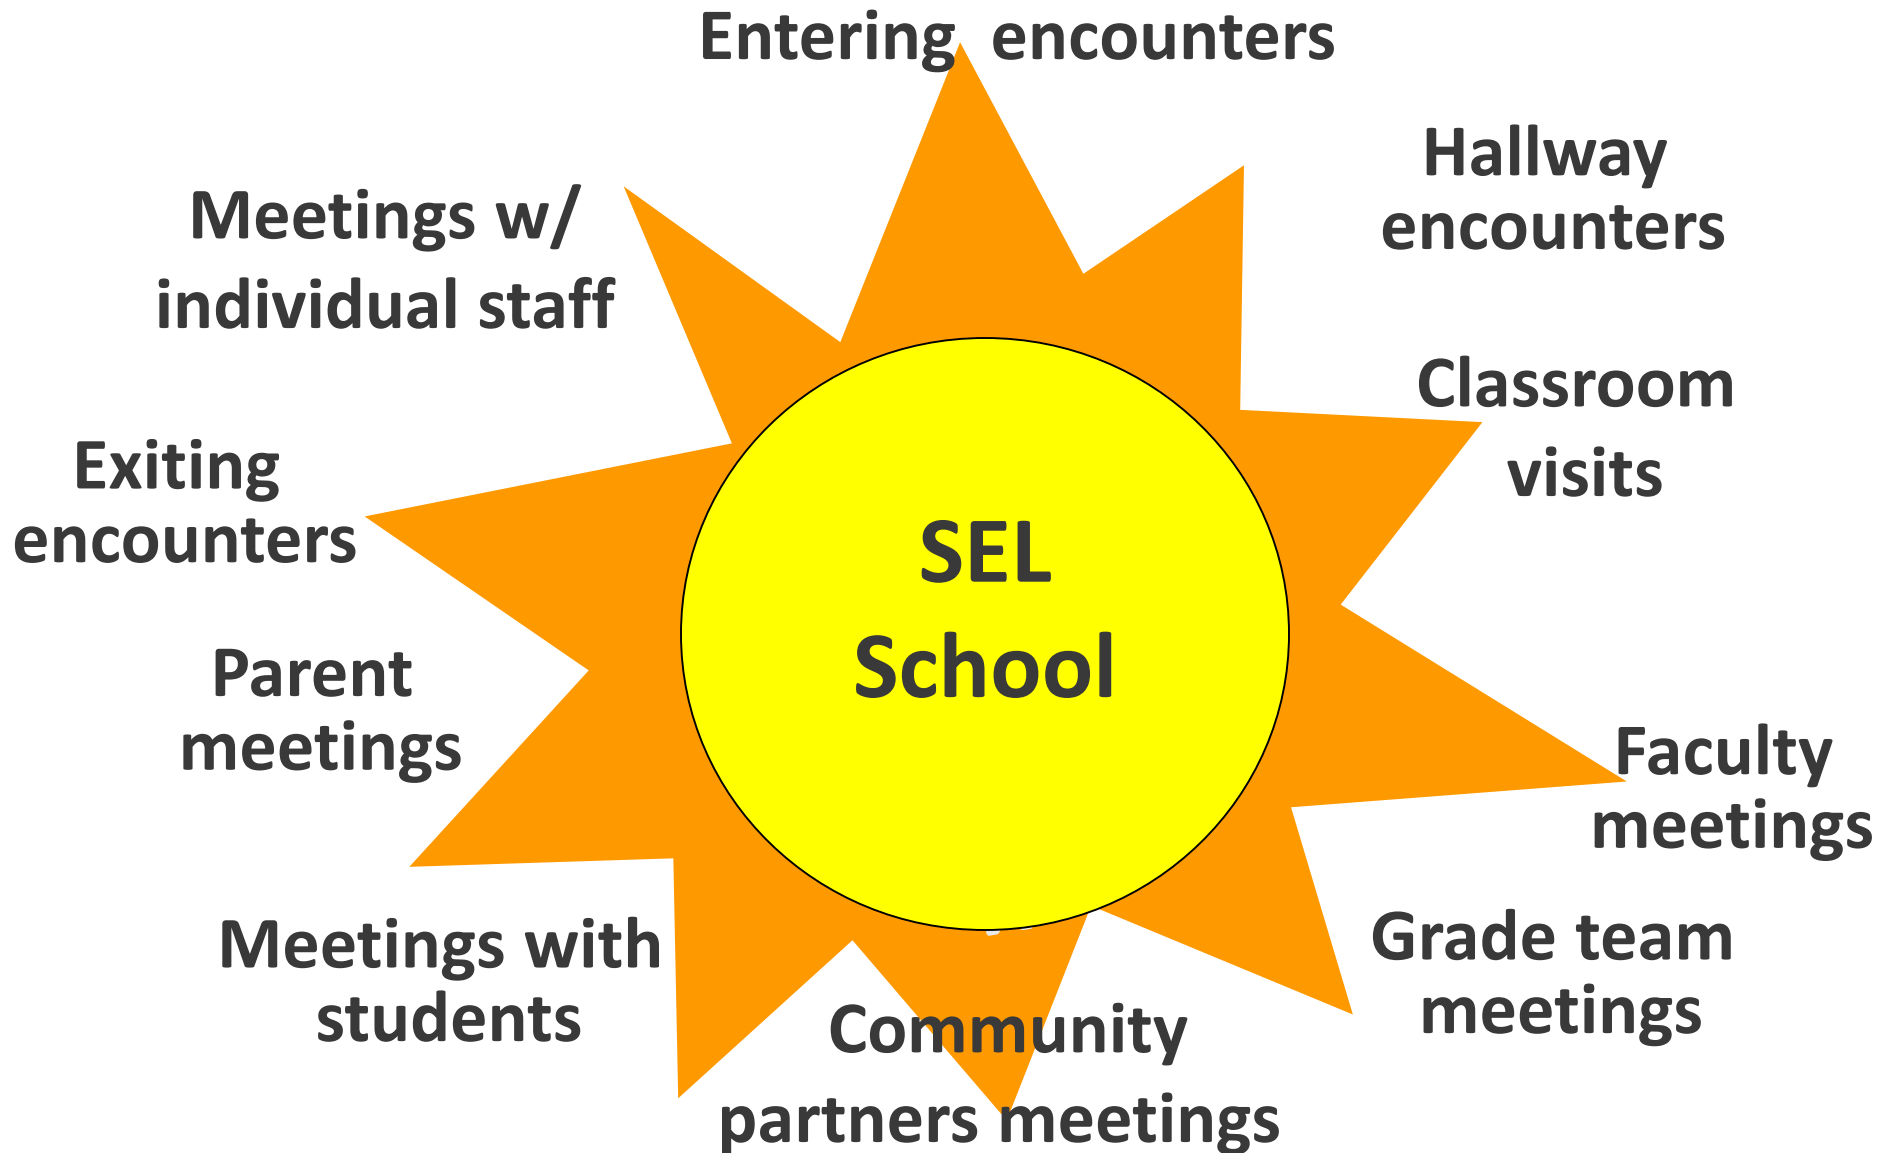 Entering  encounters
Hallway
encounters
Classroom
visits
Faculty
meetings
Grade team
meetings
Community
partners meetings
Meetings with
students
Parent
meetings
Exiting
encounters
Meetings w/
individual staff
SEL
School